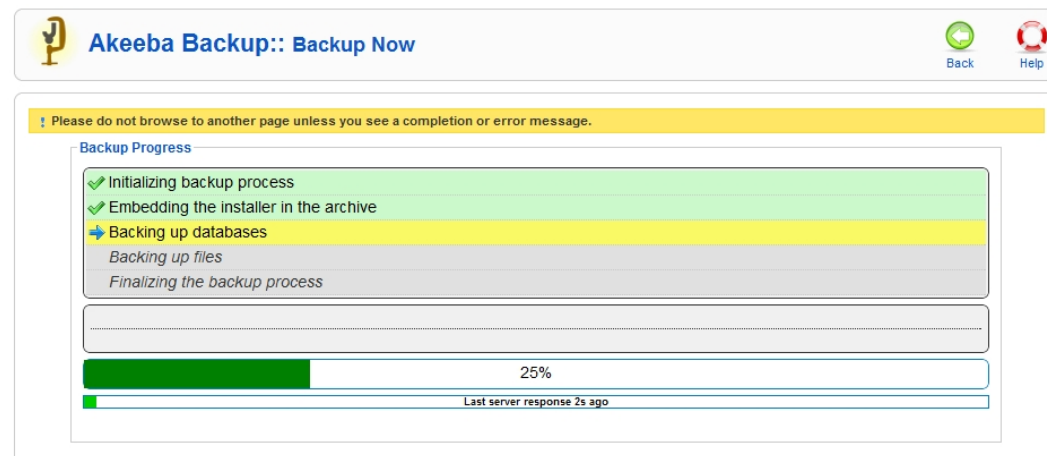 Akeeba Backup:: Backup Now
Back
Help
! Please do not browse to another page unless you see a completion or error message.
Backup Progress
Initializing backup process
Embedding the installer in the archive
Backing up databases
Backing up files
Finalizing the backup process
25%
Last server response 2s ago